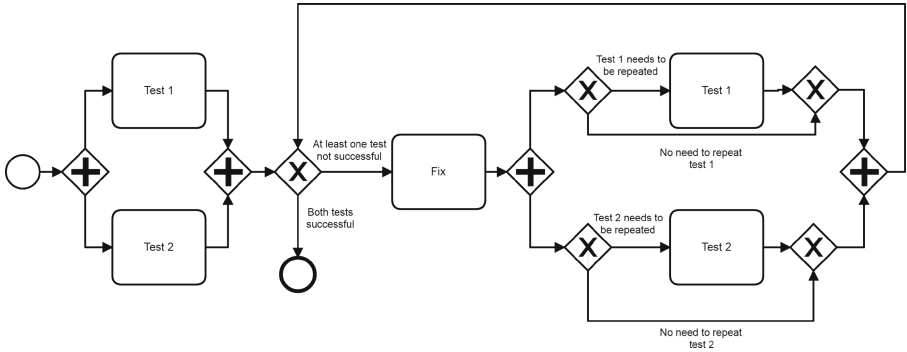 Test 1
Test 2
At least one test
not successful
Both tests
successful
Fix
Test 1 needs to
be repeated
Test 1
No need to repeat
test 1
Test 2 needs to
be repeated
Test 2
No need to repeat
test 2